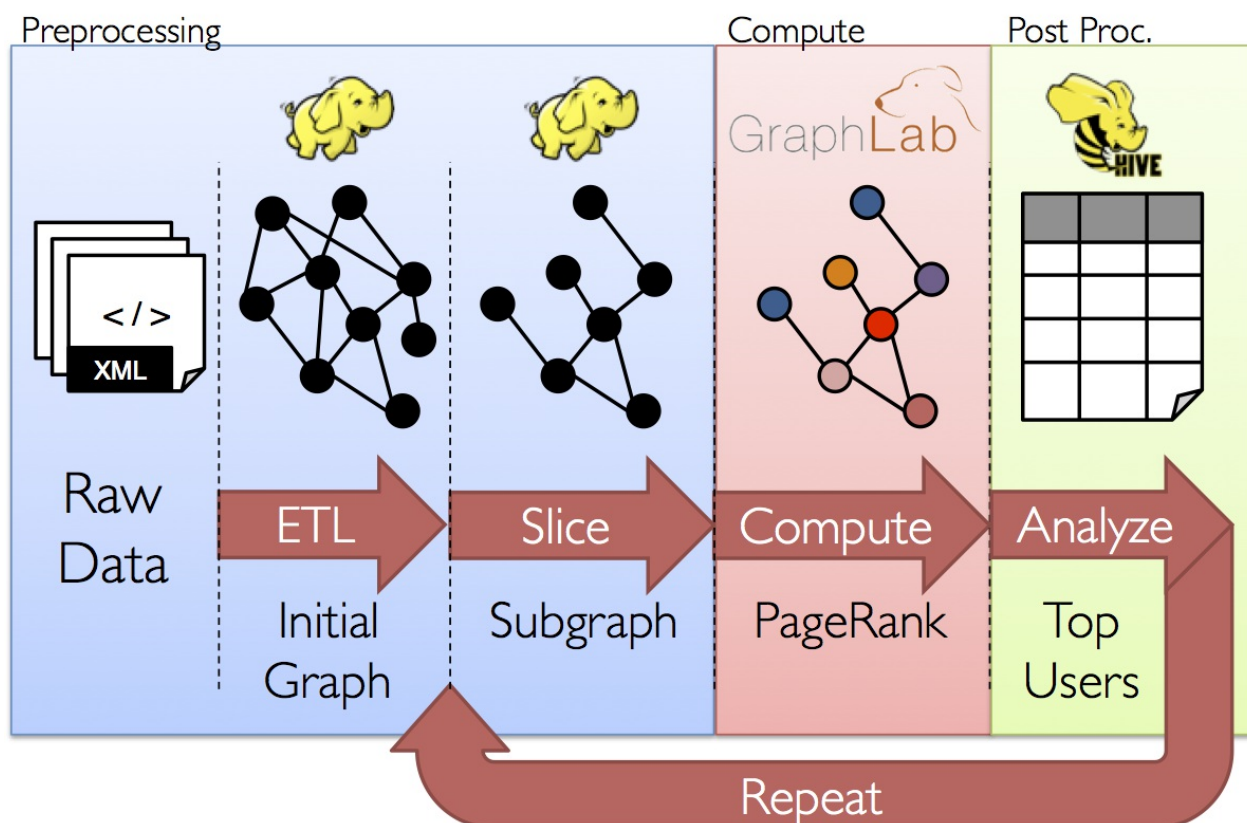 Preprocessing
Compute
Post Proc.
GraphLab
HIVE
</>
XML
Raw
Data
ETL
Slice
Compute
Analyze
Initial
Graph
Subgraph
PageRank
Top
Users
Repeat